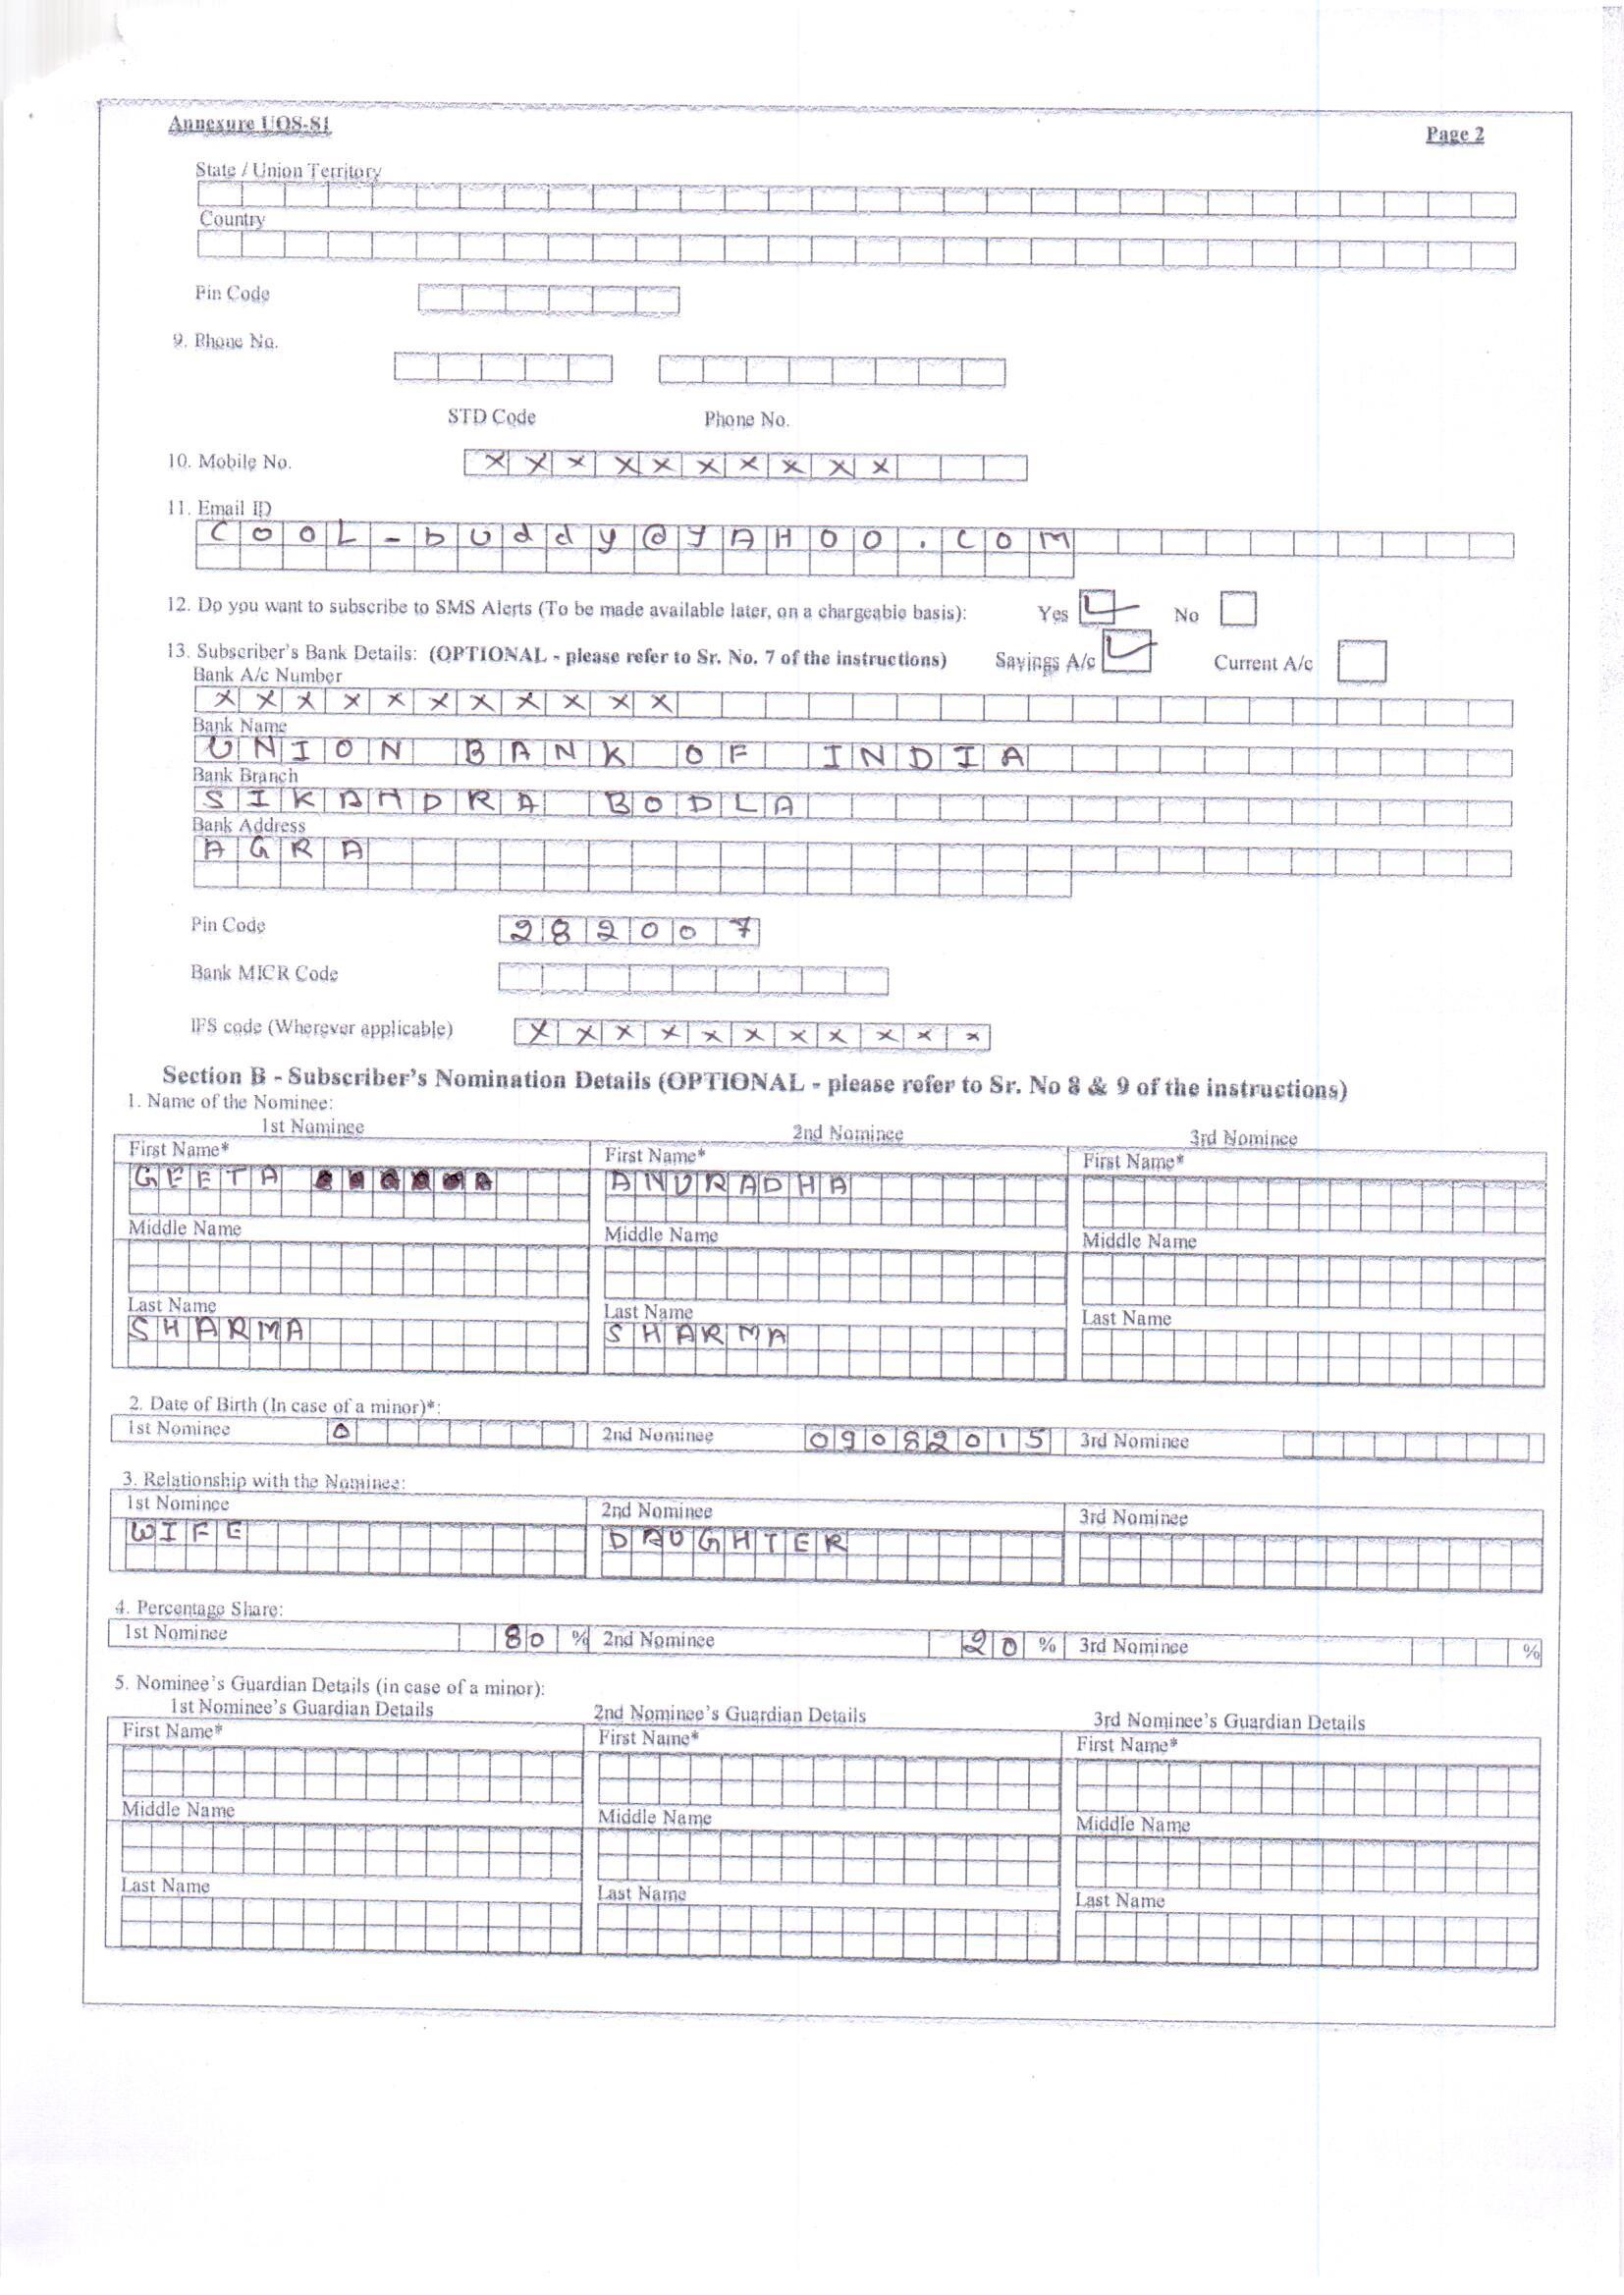 Annexure UOS-S1
Page 2
State / Union Territory
Country
Pin Code
9. Phone No.
STD Code Phone No.
10. Mobile No. X X X X X X X X X X
11. Email ID
COOL-buddy@YAHOO.COM
12. Do you want to subscribe to SMS Alerts (To be made available later, on a chargeable basis): Yes No
13. Subscriber's Bank Details: (OPTIONAL - please refer to Sr. No. 7 of the instructions) Savings A/c Current A/c
Bank A/c Number
X X X X X X X X X X X
Bank Name
UNION BANK OF INDIA
Bank Branch
SIKANDRA BODLA
Bank Address
AGRA
Pin Code 282007
Bank MICR Code
IFS code (Wherever applicable) X X X X X X X X X X X
Section B - Subscriber's Nomination Details (OPTIONAL - please refer to Sr. No 8 & 9 of the instructions)
1. Name of the Nominee:
1st Nominee 2nd Nominee 3rd Nominee
First Name* First Name* First Name*
GEETA ANURADHA
Middle Name Middle Name Middle Name
Last Name Last Name Last Name
SHARMA SHARMA
2. Date of Birth (In case of a minor)*:
1st Nominee 0 2nd Nominee 09082015 3rd Nominee
3. Relationship with the Nominee:
1st Nominee 2nd Nominee 3rd Nominee
WIFE DAUGHTER
4. Percentage Share:
1st Nominee 80 % 2nd Nominee 20 % 3rd Nominee %
5. Nominee's Guardian Details (in case of a minor):
1st Nominee's Guardian Details 2nd Nominee's Guardian Details 3rd Nominee's Guardian Details
First Name* First Name* First Name*
Middle Name Middle Name Middle Name
Last Name Last Name Last Name